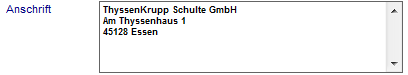 Anschrift
ThyssenKrupp Schulte GmbH
Am Thyssenhaus 1
45128 Essen